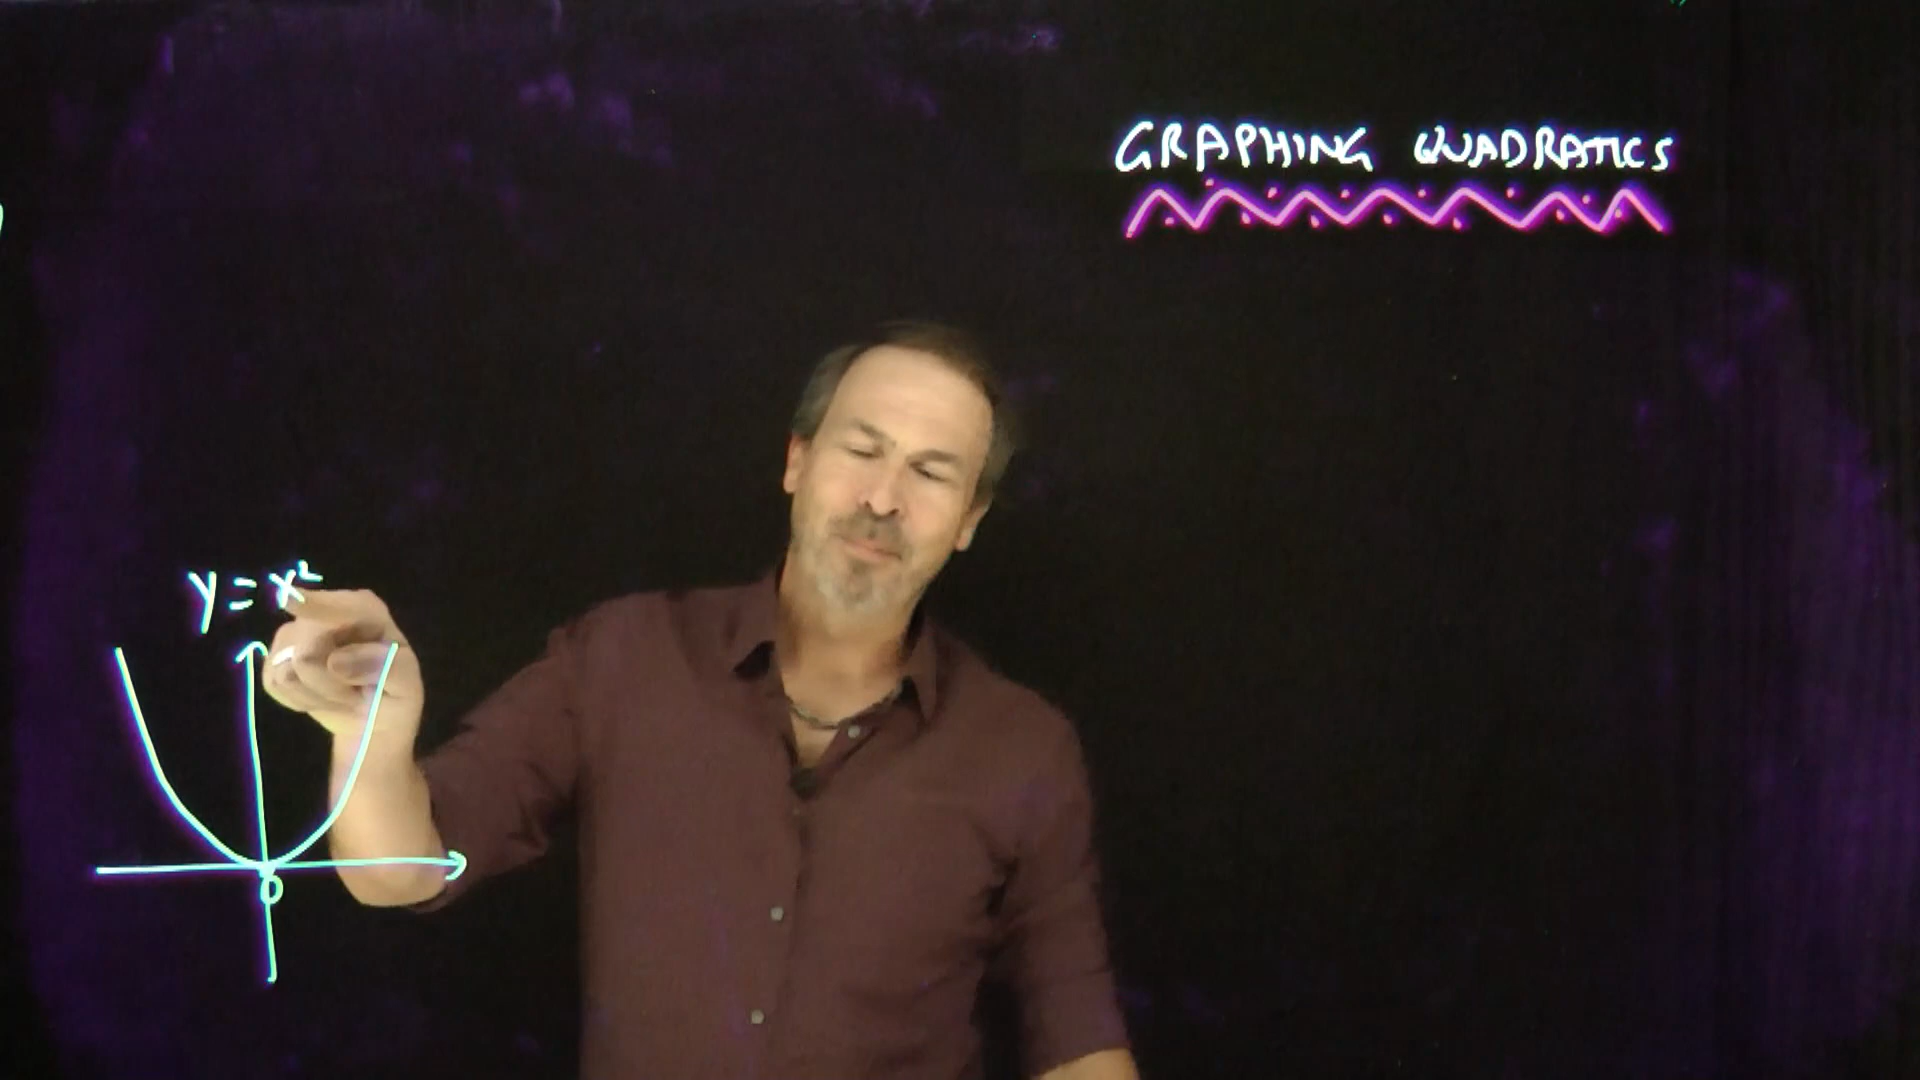 GRAPHING QUADRATICS
y = x²
0